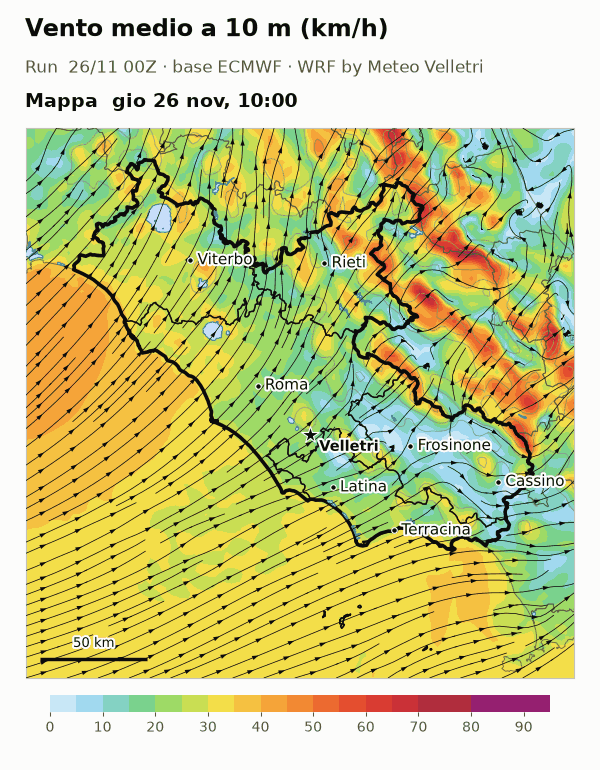 Vento medio a 10 m (km/h)
Run 26/11 00Z · base ECMWF · WRF by Meteo Velletri
Mappa gio 26 nov, 10:00
Viterbo
Rieti
Roma
Velletri
Frosinone
Cassino
Latina
Terracina
50 km
0 10 20 30 40 50 60 70 80 90